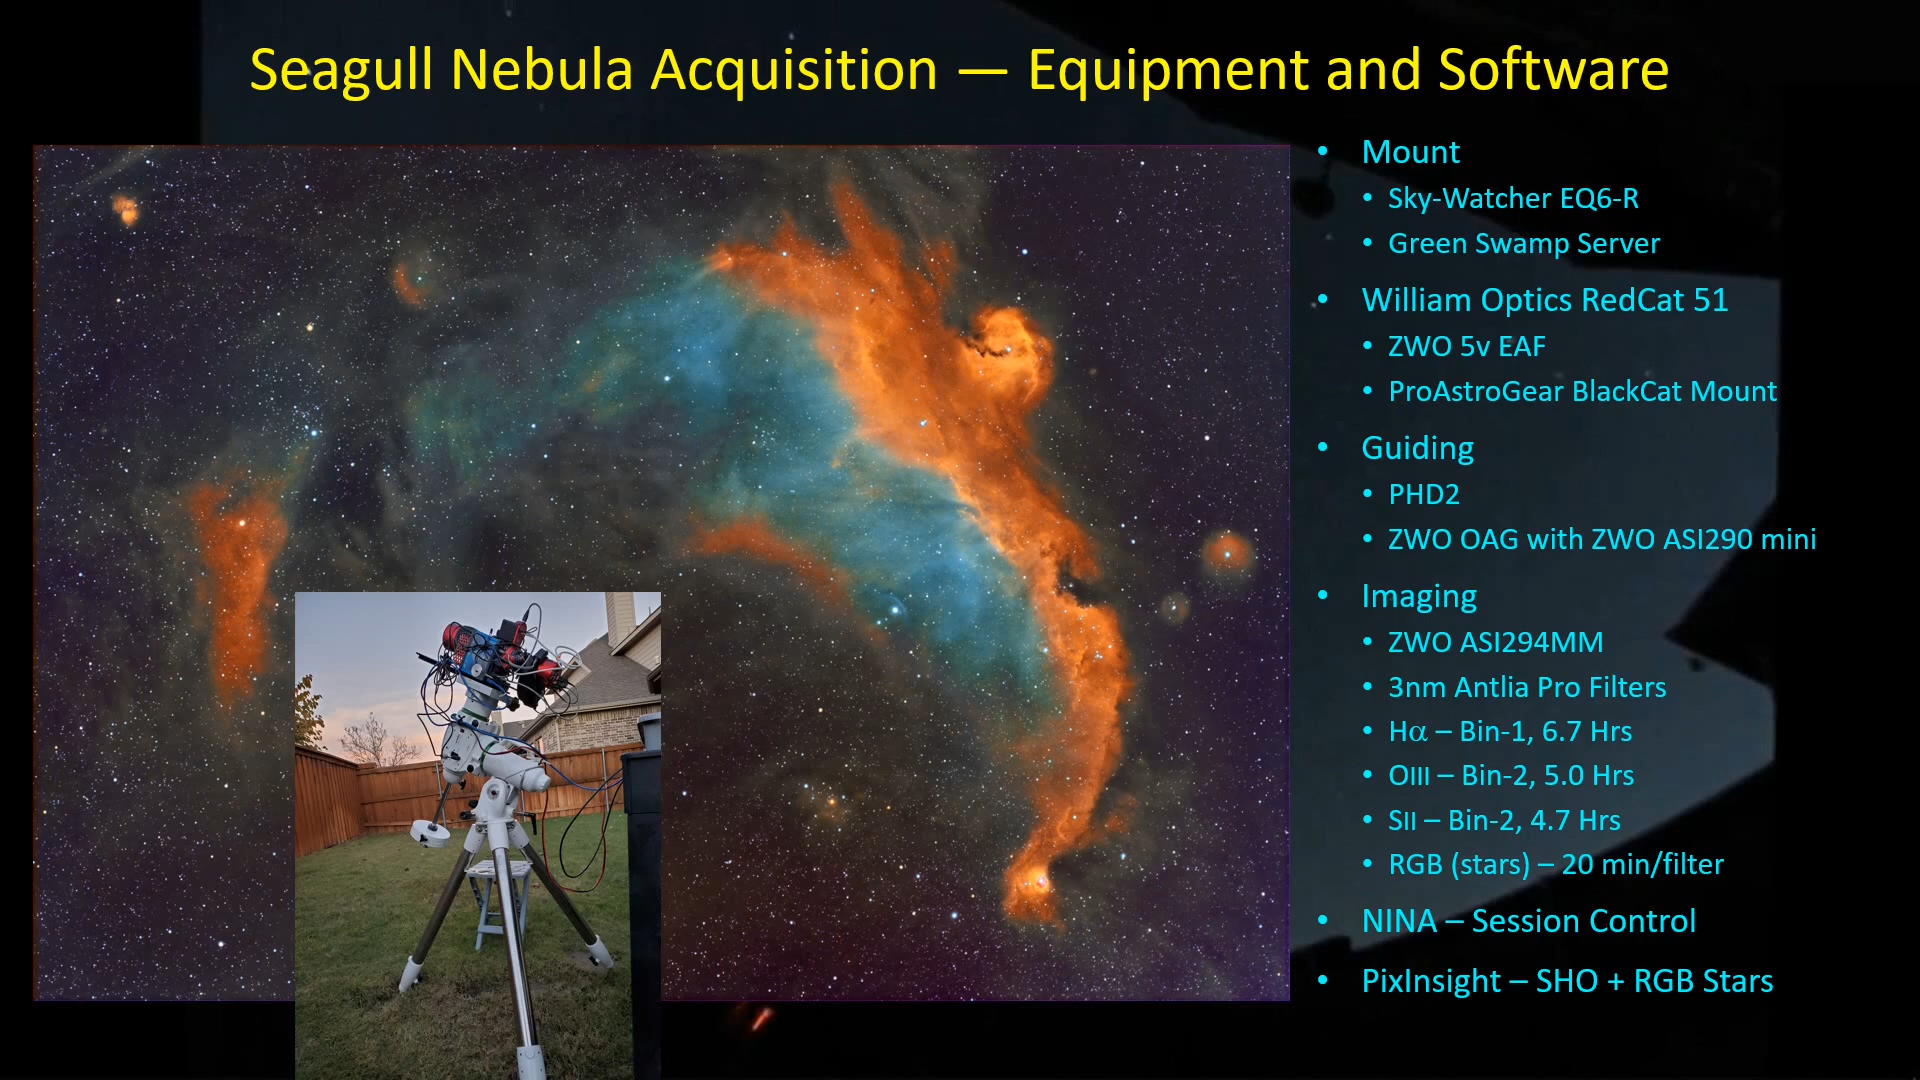 Seagull Nebula Acquisition — Equipment and Software
• Mount
• Sky-Watcher EQ6-R
• Green Swamp Server
• William Optics RedCat 51
• ZWO 5v EAF
• ProAstroGear BlackCat Mount
• Guiding
• PHD2
• ZWO OAG with ZWO ASI290 mini
• Imaging
• ZWO ASI294MM
• 3nm Antlia Pro Filters
• Hα – Bin-1, 6.7 Hrs
• OIII – Bin-2, 5.0 Hrs
• SII – Bin-2, 4.7 Hrs
• RGB (stars) – 20 min/filter
• NINA – Session Control
• PixInsight – SHO + RGB Stars